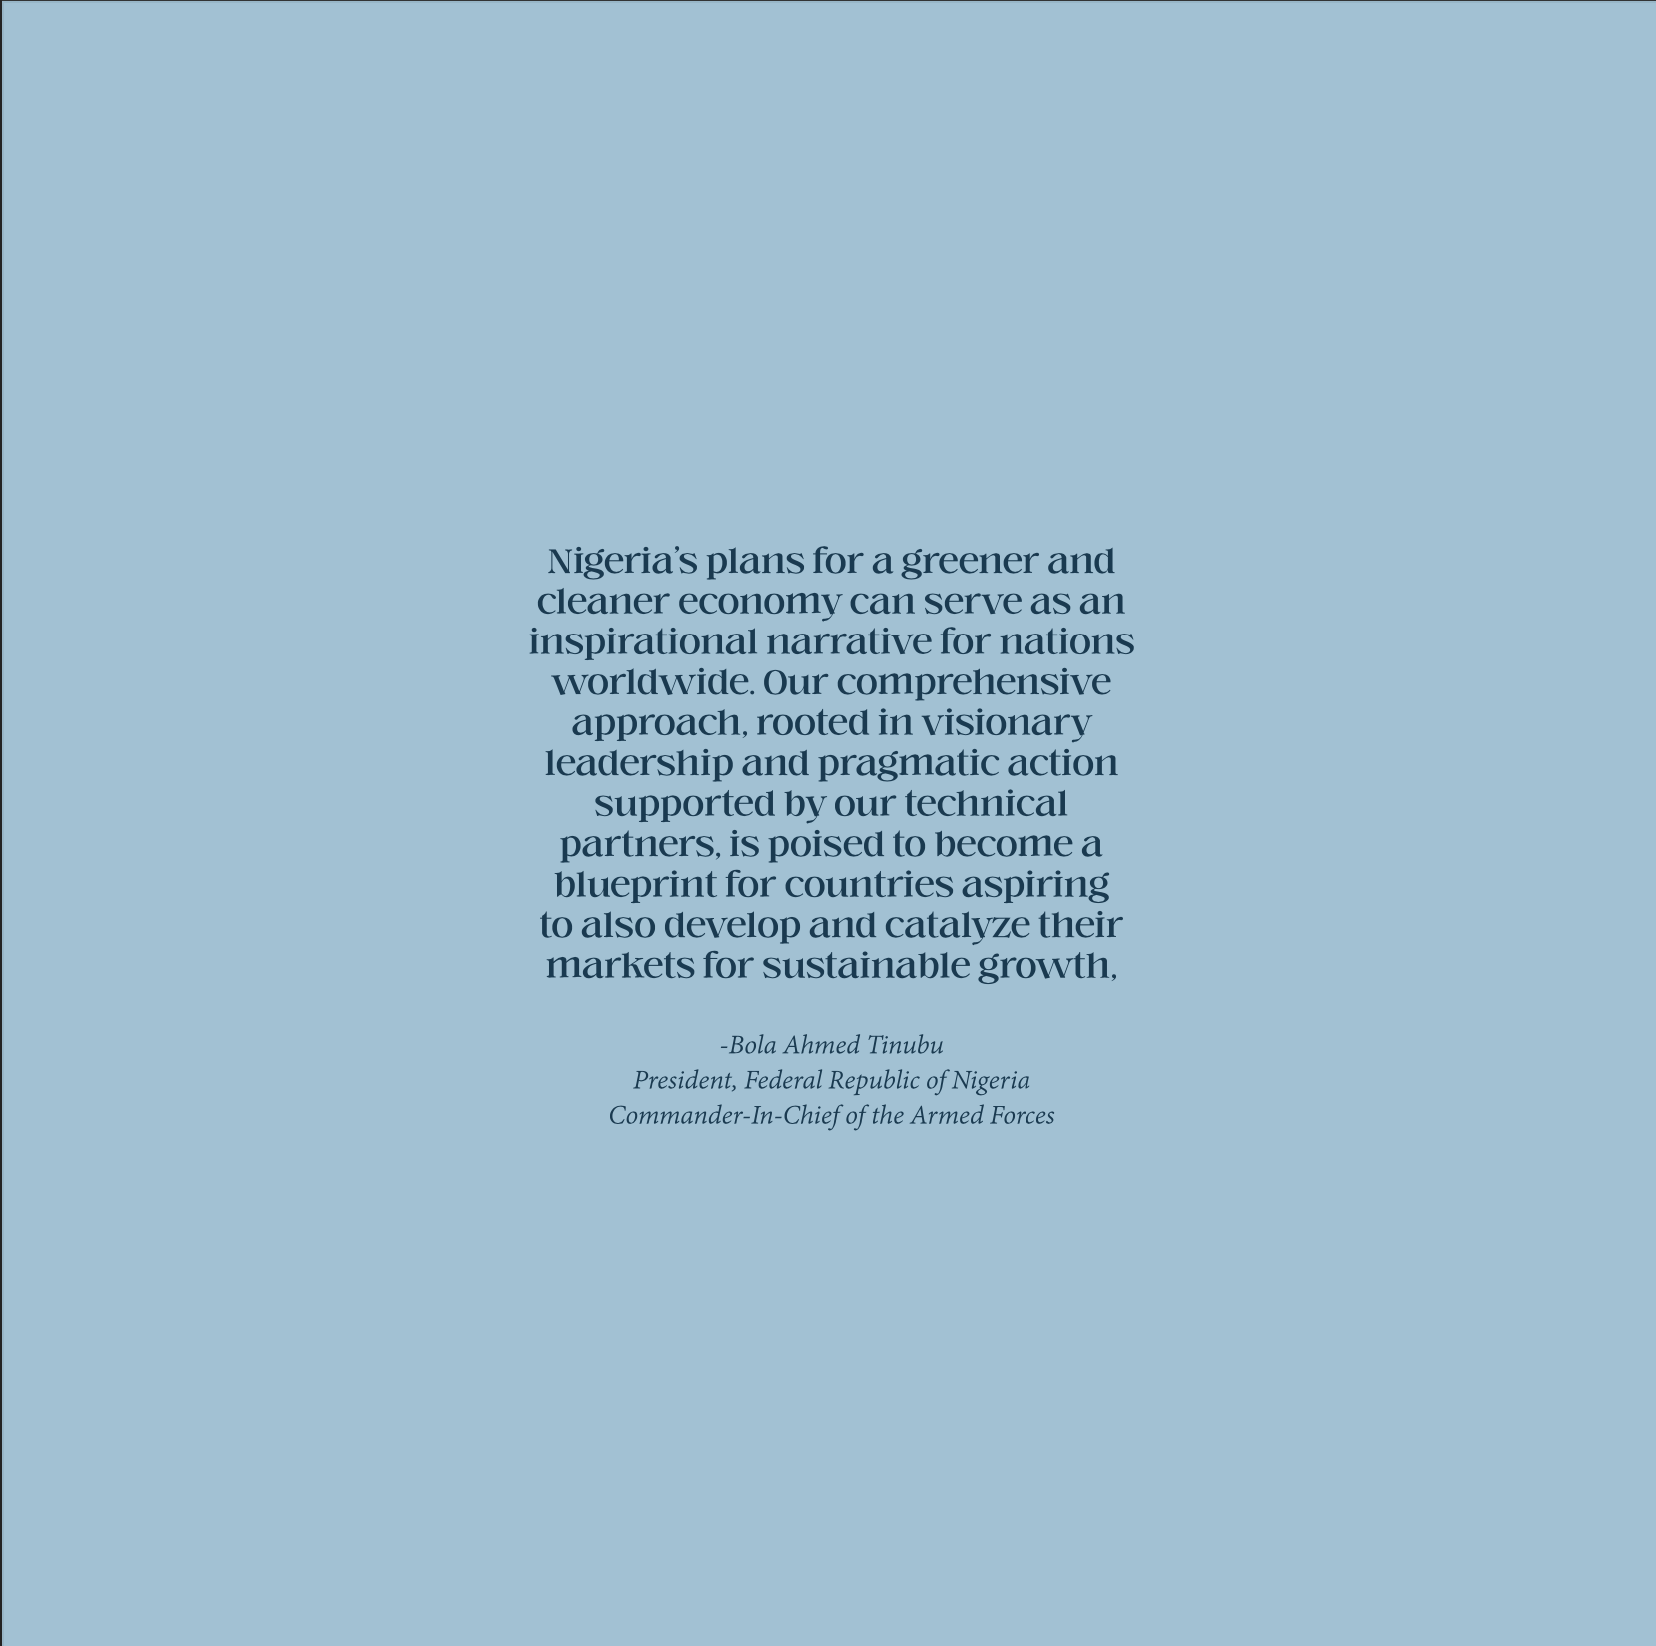 Nigeria’s plans for a greener and
cleaner economy can serve as an
inspirational narrative for nations
worldwide. Our comprehensive
approach, rooted in visionary
leadership and pragmatic action
supported by our technical
partners, is poised to become a
blueprint for countries aspiring
to also develop and catalyze their
markets for sustainable growth,
-Bola Ahmed Tinubu
President, Federal Republic of Nigeria
Commander-In-Chief of the Armed Forces